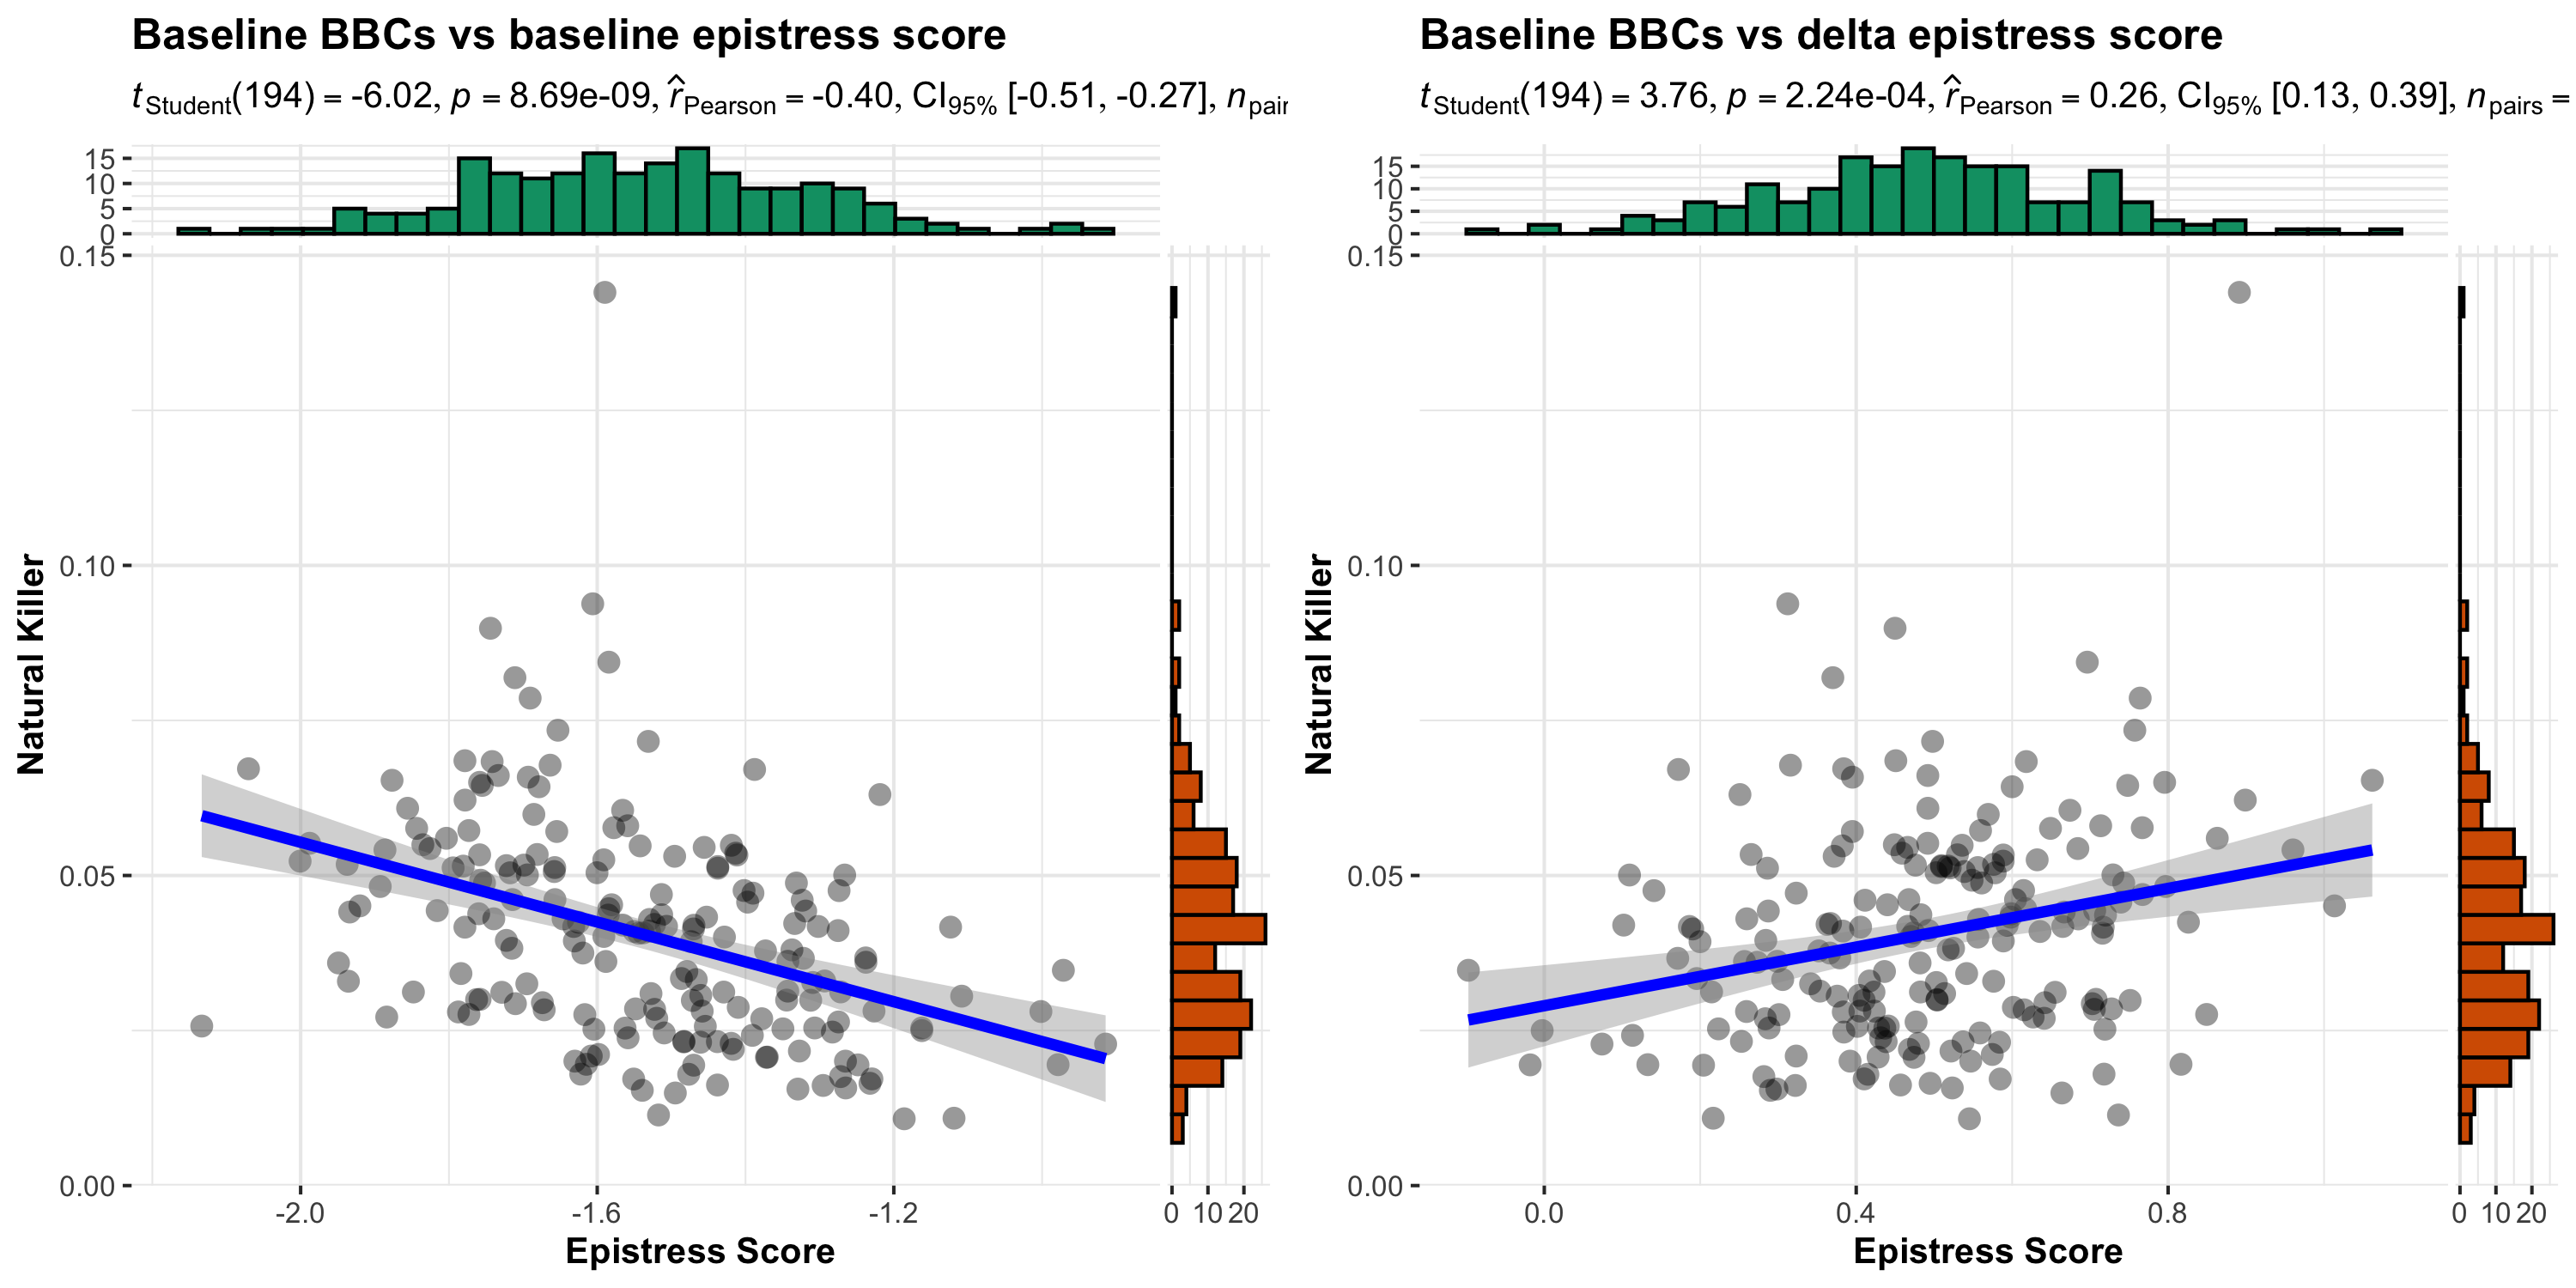 Baseline BBCs vs baseline epistress score
t Student(194) = -6.02, p = 8.69e-09, r̂ Pearson = -0.40, CI95% [-0.51, -0.27], n pair
15
10
5
0
0.15
0.10
0.05
0.00
Natural Killer
-2.0 -1.6 -1.2
0 10 20
Epistress Score
Baseline BBCs vs delta epistress score
t Student(194) = 3.76, p = 2.24e-04, r̂ Pearson = 0.26, CI95% [0.13, 0.39], n pairs =
15
10
5
0
0.15
0.10
0.05
0.00
Natural Killer
0.0 0.4 0.8
0 10 20
Epistress Score